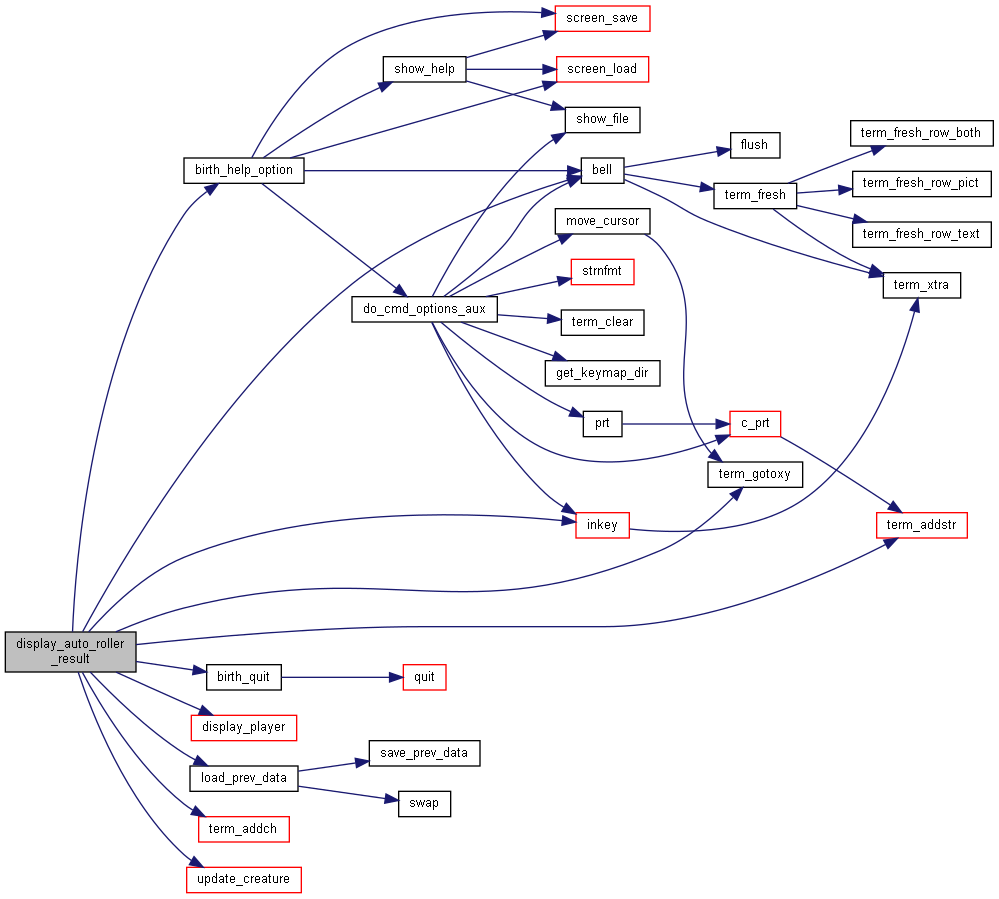 screen_save
show_help
screen_load
show_file
term_fresh_row_both
flush
birth_help_option
bell
term_fresh
term_fresh_row_pict
move_cursor
term_fresh_row_text
strnfmt
term_xtra
do_cmd_options_aux
term_clear
get_keymap_dir
prt
c_prt
term_gotoxy
inkey
term_addstr
display_auto_roller
_result
birth_quit
quit
display_player
save_prev_data
load_prev_data
swap
term_addch
update_creature